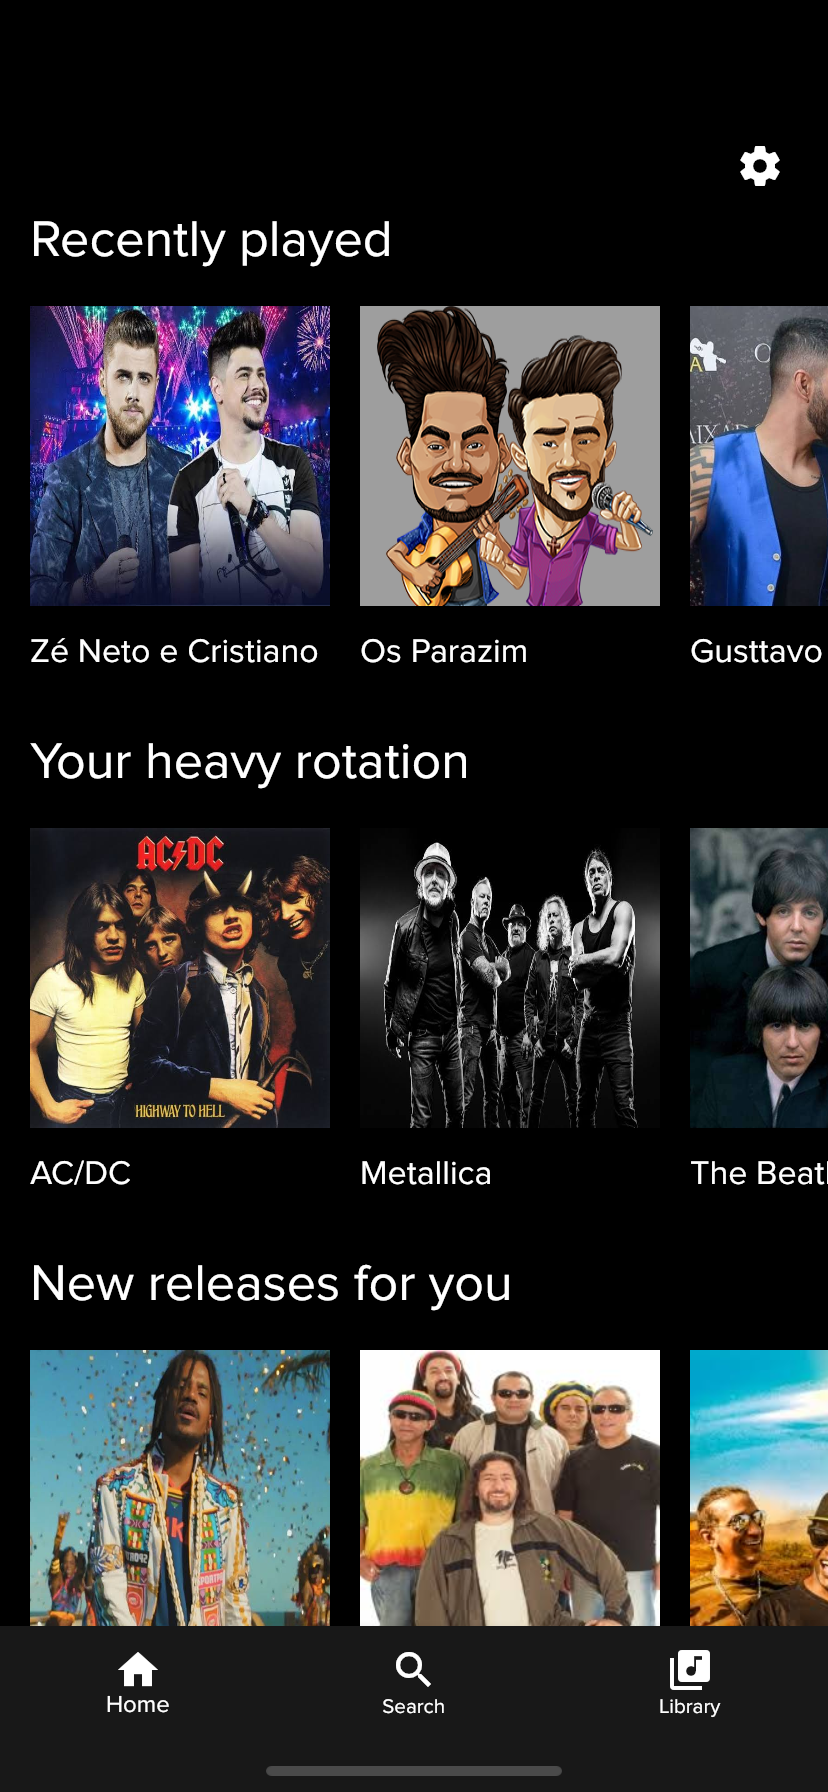 Recently played
Zé Neto e Cristiano
Os Parazim
Gusttavo
Your heavy rotation
AC/DC
HIGHWAY TO HELL
AC/DC
Metallica
The Beatl
New releases for you
Home
Search
Library